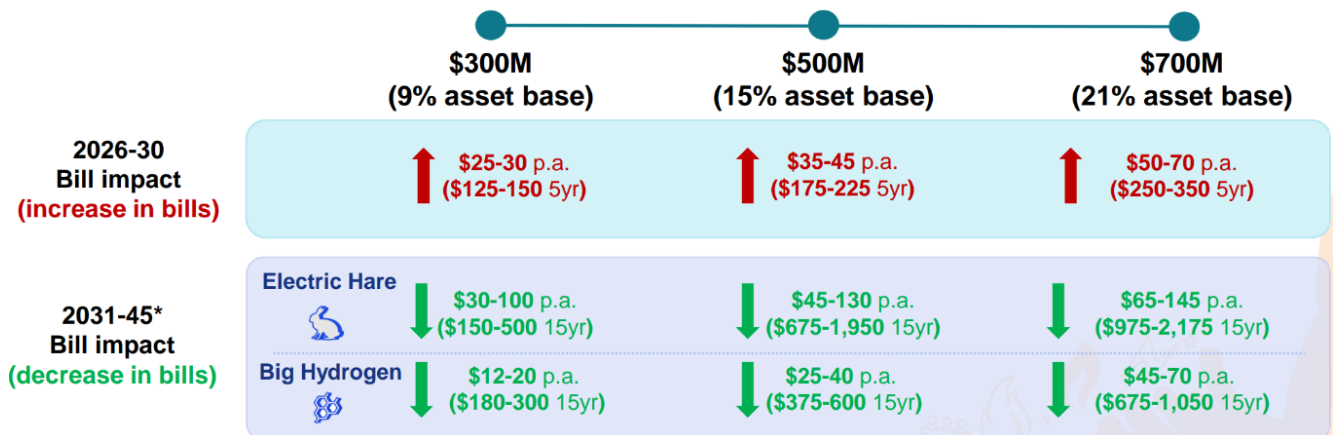 $300M
(9% asset base)
$500M
(15% asset base)
$700M
(21% asset base)
2026-30
Bill impact
(increase in bills)
$25-30 p.a.
($125-150 5yr)
$35-45 p.a.
($175-225 5yr)
$50-70 p.a.
($250-350 5yr)
2031-45*
Bill impact
(decrease in bills)
Electric Hare
$30-100 p.a.
($150-500 15yr)
$45-130 p.a.
($675-1,950 15yr)
$65-145 p.a.
($975-2,175 15yr)
Big Hydrogen
$12-20 p.a.
($180-300 15yr)
$25-40 p.a.
($375-600 15yr)
$45-70 p.a.
($675-1,050 15yr)